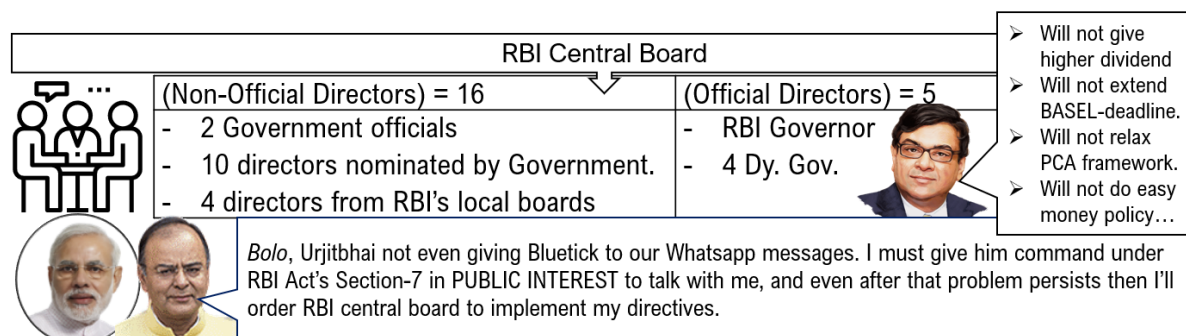 RBI Central Board
(Non-Official Directors) = 16
- 2 Government officials
- 10 directors nominated by Government.
- 4 directors from RBI's local boards
(Official Directors) = 5
- RBI Governor
- 4 Dy. Gov.
➢ Will not give
higher dividend
➢ Will not extend
BASEL-deadline.
➢ Will not relax
PCA framework.
➢ Will not do easy
money policy…
Bolo, Urjitbhai not even giving Bluetick to our Whatsapp messages. I must give him command under
RBI Act's Section-7 in PUBLIC INTEREST to talk with me, and even after that problem persists then I'll
order RBI central board to implement my directives.